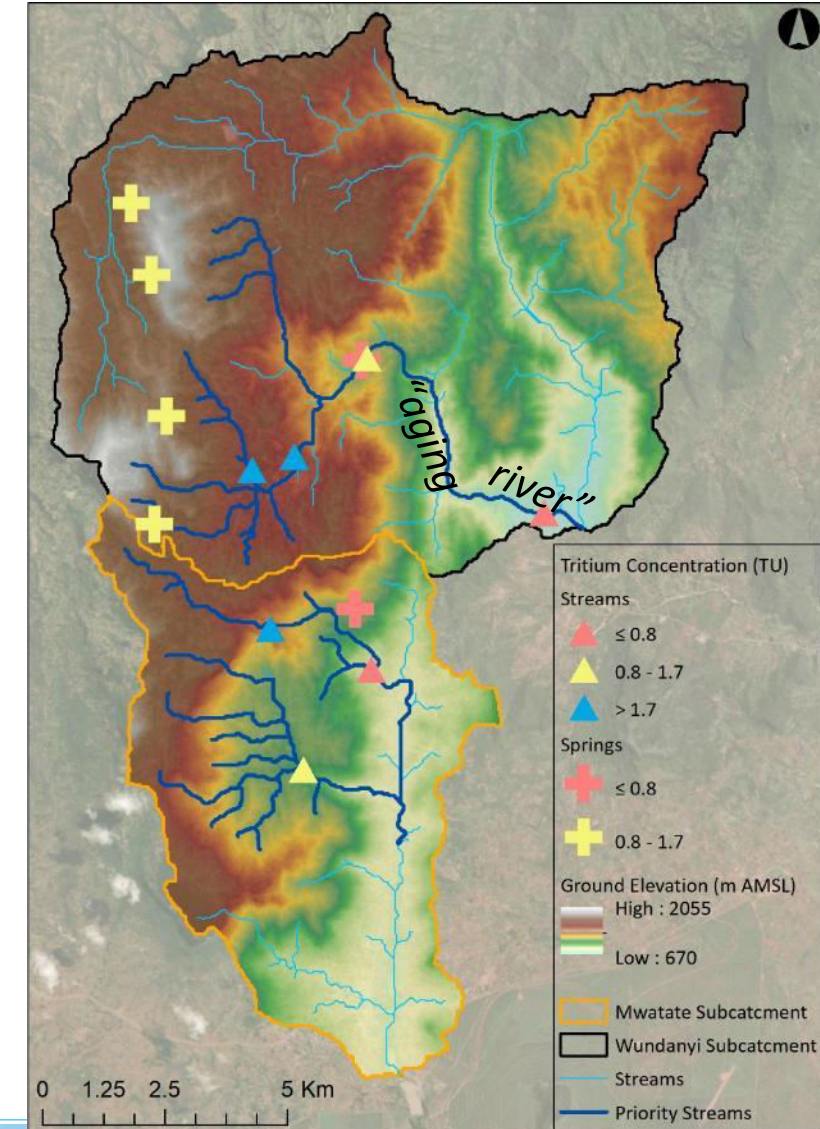 “aging
river”
Tritium Concentration (TU)
Streams
≤ 0.8
0.8 - 1.7
> 1.7
Springs
≤ 0.8
0.8 - 1.7
Ground Elevation (m AMSL)
High : 2055
Low : 670
Mwatate Subcatcment
Wundanyi Subcatcment
Streams
Priority Streams
0 1.25 2.5 5 Km